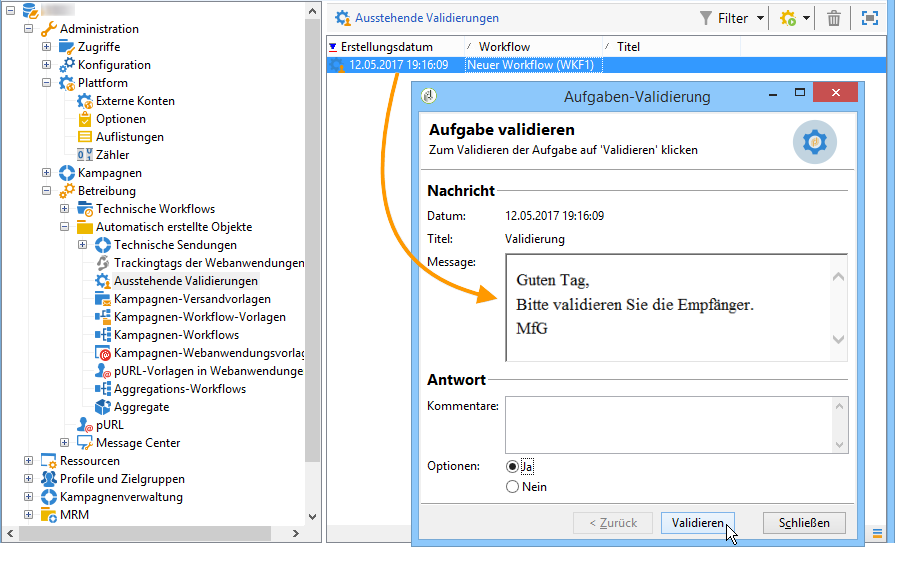 Administration
Zugriffe
Konfiguration
Plattform
Externe Konten
Optionen
Auflistungen
Zähler
Kampagnen
Betreibung
Technische Workflows
Automatisch erstellte Objekte
Technische Sendungen
Trackingtags der Webanwendungen
Ausstehende Validierungen
Kampagnen-Versandvorlagen
Kampagnen-Workflow-Vorlagen
Kampagnen-Workflows
Kampagnen-Webanwendungsvorlag
pURL-Vorlagen in Webanwendunge
Aggregations-Workflows
Aggregate
pURL
Message Center
Ressourcen
Profile und Zielgruppen
Kampagnenverwaltung
MRM
Ausstehende Validierungen Filter
Erstellungsdatum Workflow Titel
12.05.2017 19:16:09 Neuer Workflow (WKF1)
Aufgaben-Validierung
Aufgabe validieren
Zum Validieren der Aufgabe auf 'Validieren' klicken
Nachricht
Datum: 12.05.2017 19:16:09
Titel: Validierung
Message:
Guten Tag,
Bitte validieren Sie die Empfänger.
MfG
Antwort
Kommentare:
Optionen: Ja
Nein
< Zurück Validieren Schließen